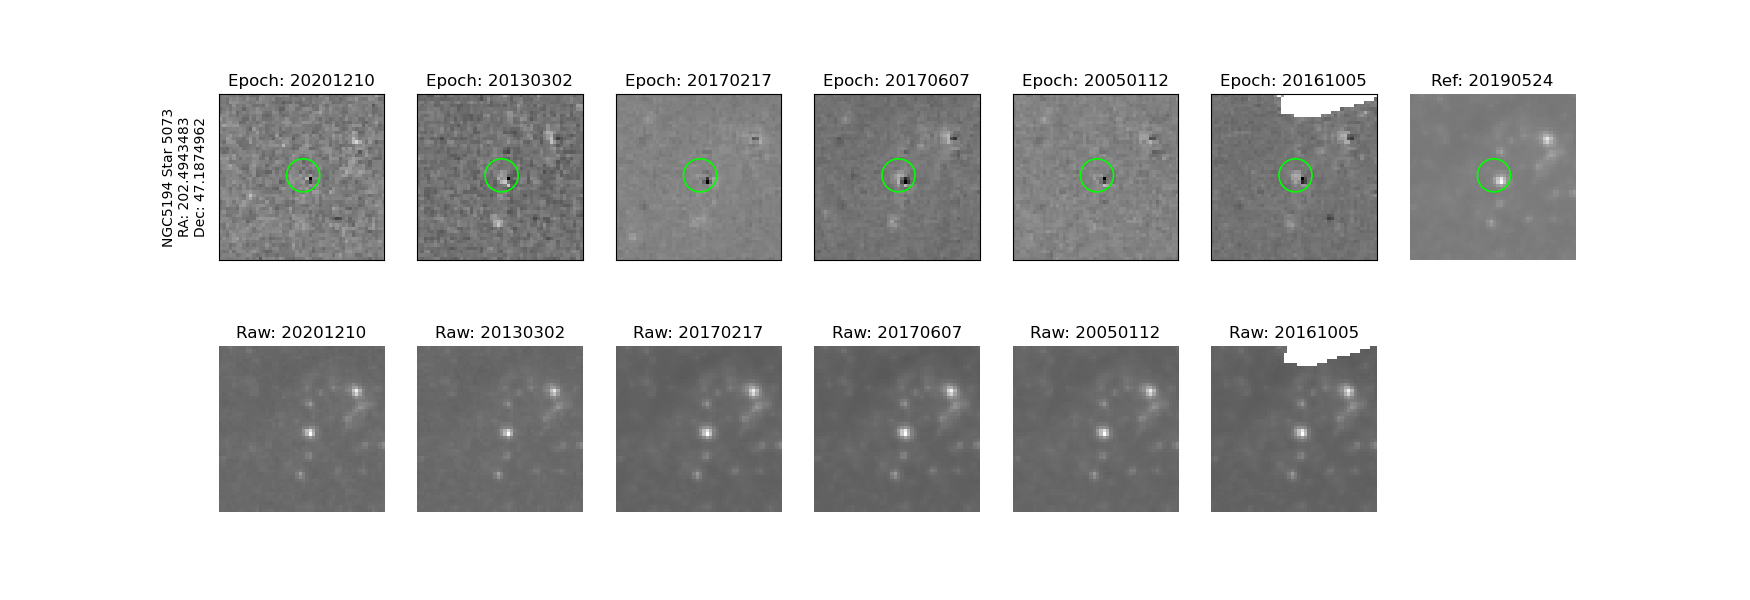 Epoch: 20201210
Epoch: 20130302
Epoch: 20170217
Epoch: 20170607
Epoch: 20050112
Epoch: 20161005
Ref: 20190524
NGC5194 Star 5073
RA: 202.4943483
Dec: 47.1874962
Raw: 20201210
Raw: 20130302
Raw: 20170217
Raw: 20170607
Raw: 20050112
Raw: 20161005